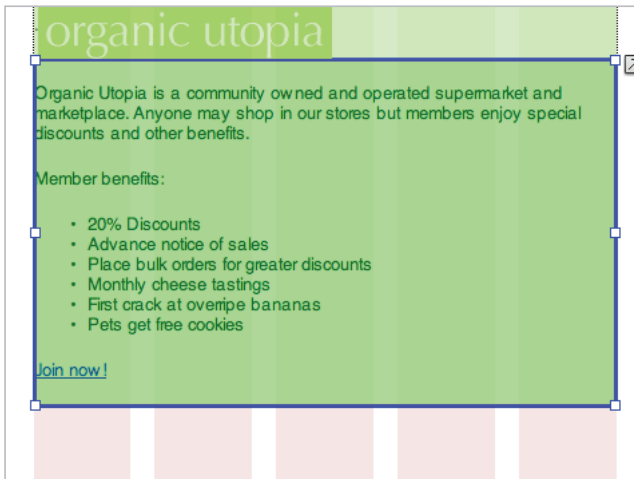 organic utopia
Organic Utopia is a community owned and operated supermarket and
marketplace. Anyone may shop in our stores but members enjoy special
discounts and other benefits.
Member benefits:
• 20% Discounts
• Advance notice of sales
• Place bulk orders for greater discounts
• Monthly cheese tastings
• First crack at overripe bananas
• Pets get free cookies
Join now!